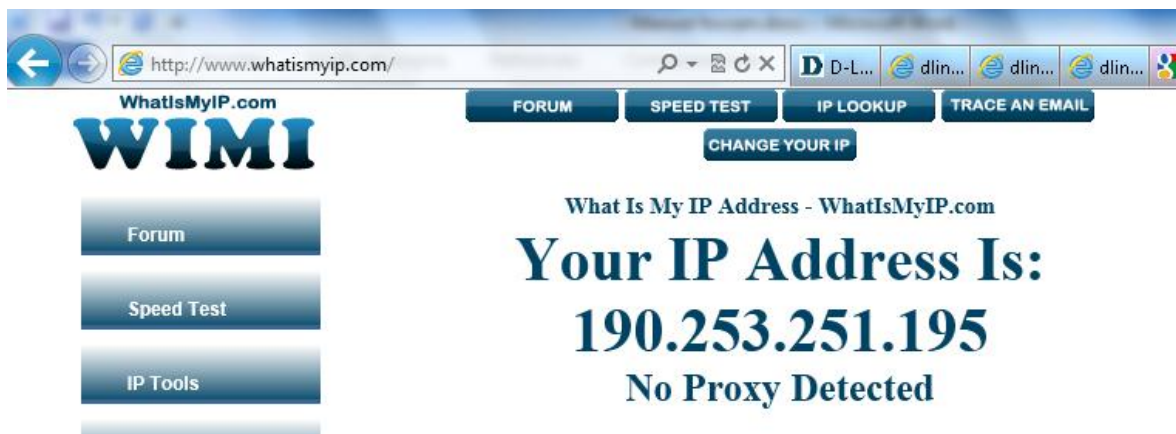 http://www.whatismyip.com/
D-L...
dlin...
dlin...
dlin...
WhatIsMyIP.com
WIMI
FORUM
SPEED TEST
IP LOOKUP
TRACE AN EMAIL
CHANGE YOUR IP
What Is My IP Address - WhatIsMyIP.com
Your IP Address Is:
190.253.251.195
No Proxy Detected
Forum
Speed Test
IP Tools